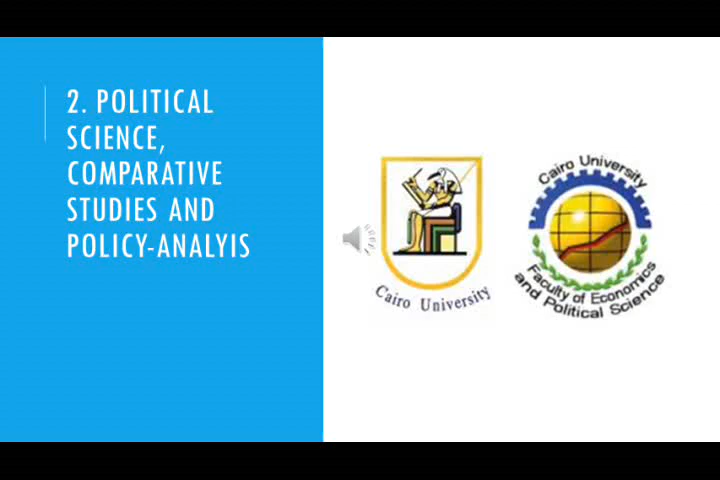 2. POLITICAL
SCIENCE,
COMPARATIVE
STUDIES AND
POLICY-ANALYIS
Cairo University
Cairo University
Faculty of Economics
and Political Science